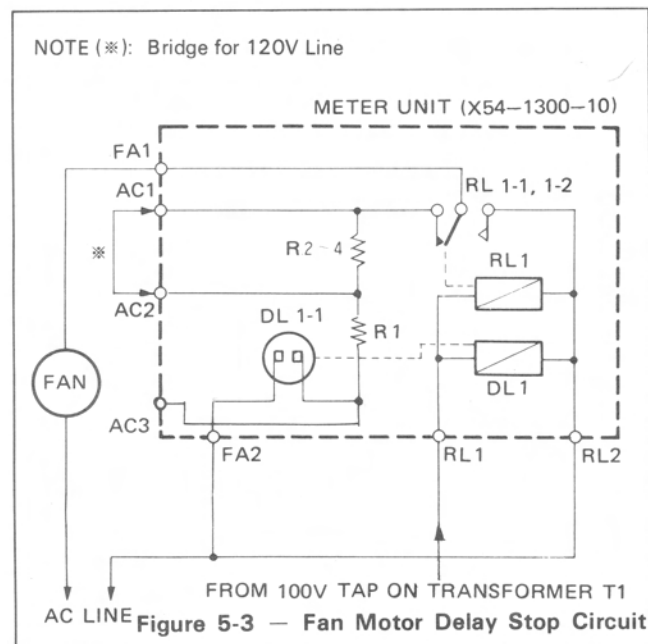 NOTE (※): Bridge for 120V Line
METER UNIT (X54-1300-10)
FA1
AC1
RL 1-1, 1-2
※
R2-4
RL1
AC2
DL 1-1
R1
FAN
DL1
AC3
FA2
RL1
RL2
FROM 100V TAP ON TRANSFORMER T1
AC LINE
Figure 5-3 — Fan Motor Delay Stop Circuit